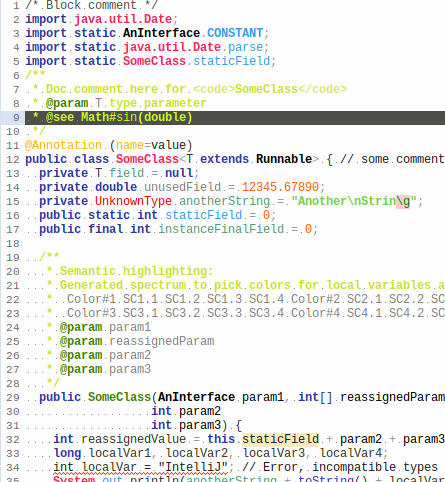 1 /* Block comment */
2 import java.util.Date;
3 import static AnInterface.CONSTANT;
4 import static java.util.Date.parse;
5 import static SomeClass.staticField;
6 /**
7 * Doc comment here for <code>SomeClass</code>
8 * @param T type parameter
9 * @see Math#sin(double)
10 */
11 @Annotation (name=value)
12 public class SomeClass<T extends Runnable> { // some comment
13 private T field = null;
14 private double unusedField = 12345.67890;
15 private UnknownType anotherString = "Another\nStrin\g";
16 public static int staticField = 0;
17 public final int instanceFinalField = 0;
18
19 /**
20 * Semantic highlighting:
21 * Generated spectrum to pick colors for local variables a
22 * Color#1 SC1.1 SC1.2 SC1.3 SC1.4 Color#2 SC2.1 SC2.2 SC
23 * Color#3 SC3.1 SC3.2 SC3.3 SC3.4 Color#4 SC4.1 SC4.2 SC
24 * @param param1
25 * @param reassignedParam
26 * @param param2
27 * @param param3
28 */
29 public SomeClass(AnInterface param1, int[] reassignedParam
30 int param2
31 int param3) {
32 int reassignedValue = this.staticField + param2 + param3
33 long localVar1, localVar2, localVar3, localVar4;
34 int localVar = "IntelliJ"; // Error, incompatible types
35 System.out.println(anotherString + toString() + localVar